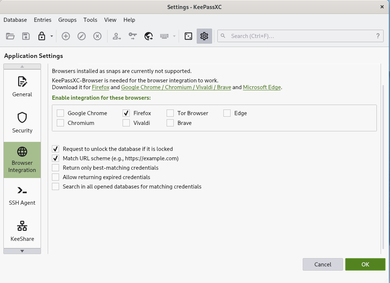 Settings - KeePassXC
Database Entries Groups Tools View Help
Search (Ctrl+F)...
Application Settings
General
Security
Browser
Integration
SSH Agent
KeeShare
Browsers installed as snaps are currently not supported.
KeePassXC-Browser is needed for the browser integration to work.
Download it for Firefox and Google Chrome / Chromium / Vivaldi / Brave and Microsoft Edge.
Enable integration for these browsers:
Google Chrome Firefox Tor Browser Edge
Chromium Vivaldi Brave
Request to unlock the database if it is locked
Match URL scheme (e.g., https://example.com)
Return only best-matching credentials
Allow returning expired credentials
Search in all opened databases for matching credentials
Cancel OK